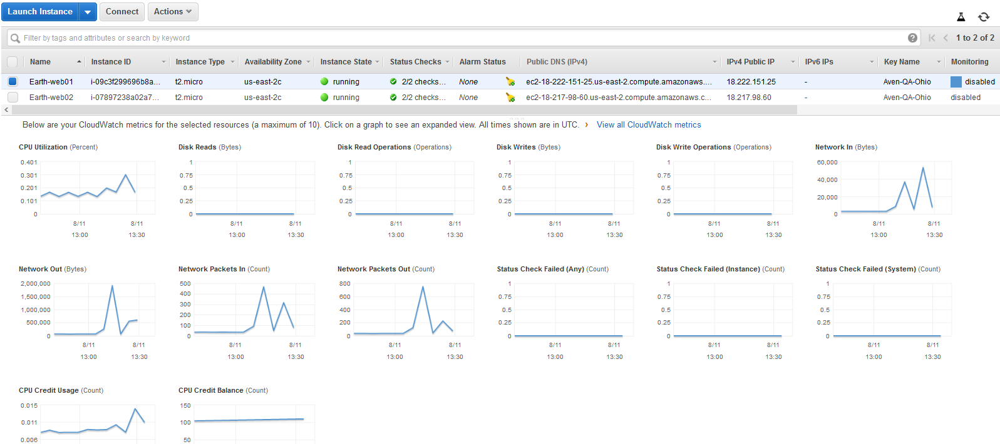 Launch Instance Connect Actions
Filter by tags and attributes or search by keyword 1 to 2 of 2
Name Instance ID Instance Type Availability Zone Instance State Status Checks Alarm Status Public DNS (IPv4) IPv4 Public IP IPv6 IPs Key Name Monitoring
Earth-web01 i-09c3f299696b8a... t2.micro us-east-2c running 2/2 checks... None ec2-18-222-151-25.us-east-2.compute.amazonaws.... 18.222.151.25 - Aven-QA-Ohio disabled
Earth-web02 i-07897238a02a7... t2.micro us-east-2c running 2/2 checks... None ec2-18-217-98-60.us-east-2.compute.amazonaws.c... 18.217.98.60 - Aven-QA-Ohio disabled
Below are your CloudWatch metrics for the selected resources (a maximum of 10). Click on a graph to see an expanded view. All times shown are in UTC. View all CloudWatch metrics
CPU Utilization (Percent) Disk Reads (Bytes) Disk Read Operations (Operations) Disk Writes (Bytes) Disk Write Operations (Operations) Network In (Bytes)
0.401 1 1 1 1 60,000
0.301 0.75 0.75 0.75 0.75 40,000
0.201 0.5 0.5 0.5 0.5 20,000
0.101 0.25 0.25 0.25 0.25
0 0 0 0 0 0
8/11 8/11 8/11 8/11 8/11 8/11 8/11 8/11 8/11 8/11 8/11 8/11
13:00 13:30 13:00 13:30 13:00 13:30 13:00 13:30 13:00 13:30 13:00 13:30
Network Out (Bytes) Network Packets In (Count) Network Packets Out (Count) Status Check Failed (Any) (Count) Status Check Failed (Instance) (Count) Status Check Failed (System) (Count)
2,000,000 500 800 1 1 1
1,500,000 400 600 0.75 0.75 0.75
1,000,000 300 400 0.5 0.5 0.5
500,000 200 200 0.25 0.25 0.25
100
0 0 0 0 0 0
8/11 8/11 8/11 8/11 8/11 8/11 8/11 8/11 8/11 8/11 8/11 8/11
13:00 13:30 13:00 13:30 13:00 13:30 13:00 13:30 13:00 13:30 13:00 13:30
CPU Credit Usage (Count) CPU Credit Balance (Count)
0.015 150
0.011 100
0.006 50